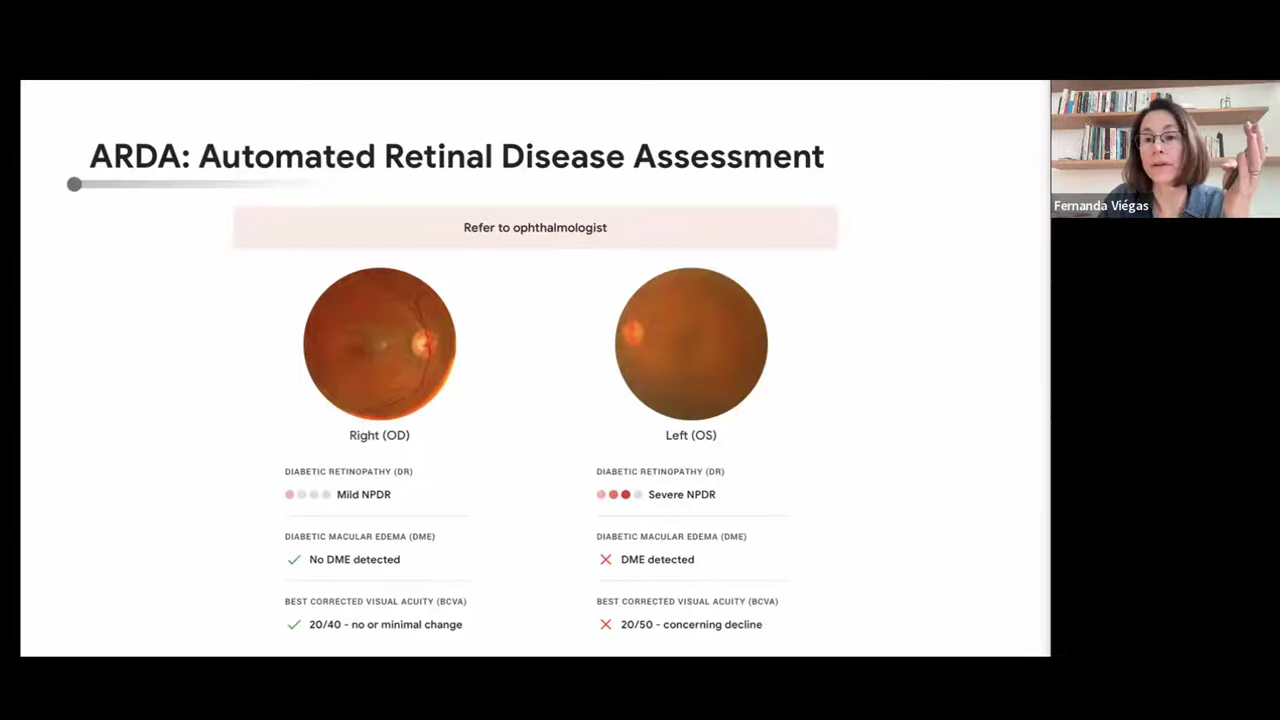 ARDA: Automated Retinal Disease Assessment
Fernanda Viégas
Refer to ophthalmologist
Right (OD)
DIABETIC RETINOPATHY (DR)
Mild NPDR
DIABETIC MACULAR EDEMA (DME)
No DME detected
BEST CORRECTED VISUAL ACUITY (BCVA)
20/40 - no or minimal change
Left (OS)
DIABETIC RETINOPATHY (DR)
Severe NPDR
DIABETIC MACULAR EDEMA (DME)
DME detected
BEST CORRECTED VISUAL ACUITY (BCVA)
20/50 - concerning decline